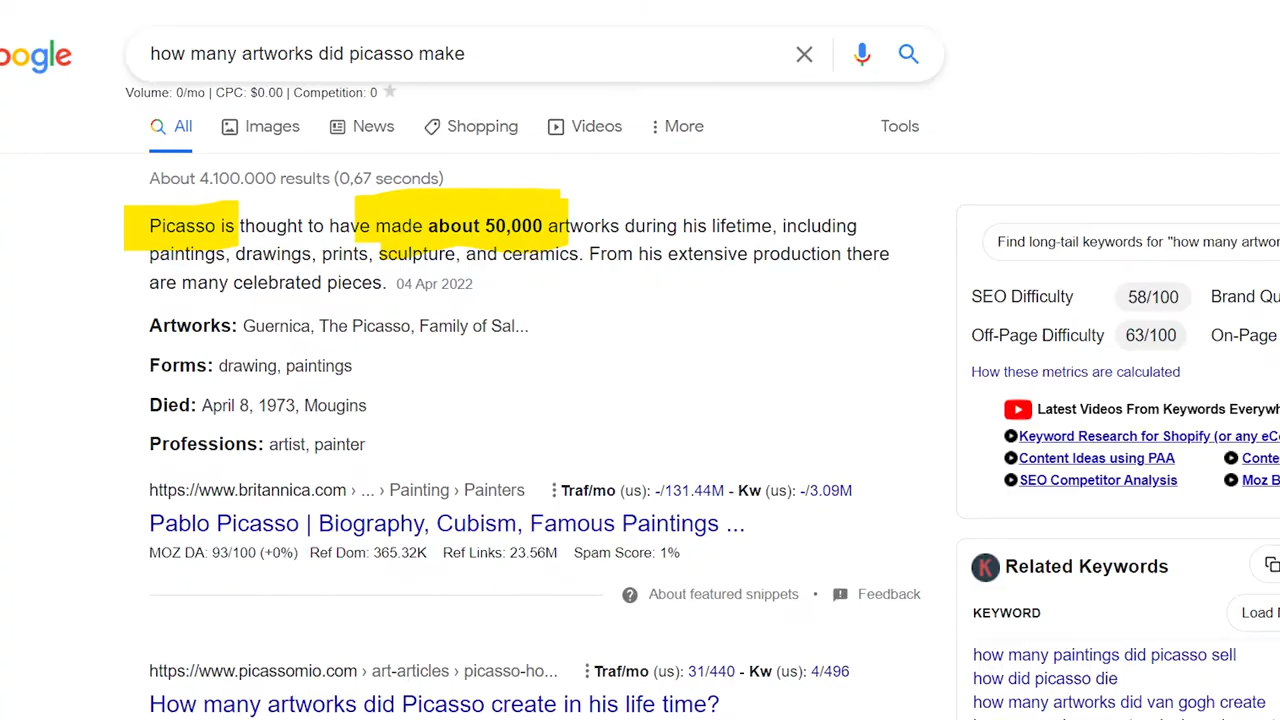 oogle
how many artworks did picasso make
Volume: 0/mo | CPC: $0.00 | Competition: 0
All Images News Shopping Videos More Tools
About 4.100.000 results (0,67 seconds)
Picasso is thought to have made about 50,000 artworks during his lifetime, including
paintings, drawings, prints, sculpture, and ceramics. From his extensive production there
are many celebrated pieces. 04 Apr 2022
Artworks: Guernica, The Picasso, Family of Sal...
Forms: drawing, paintings
Died: April 8, 1973, Mougins
Professions: artist, painter
https://www.britannica.com › ... › Painting › Painters Traf/mo (us): -/131.44M - Kw (us): -/3.09M
Pablo Picasso | Biography, Cubism, Famous Paintings ...
MOZ DA: 93/100 (+0%) Ref Dom: 365.32K Ref Links: 23.56M Spam Score: 1%
About featured snippets • Feedback
https://www.picassomio.com › art-articles › picasso-ho... Traf/mo (us): 31/440 - Kw (us): 4/496
How many artworks did Picasso create in his life time?
Find long-tail keywords for "how many artwor
SEO Difficulty 58/100 Brand Qu
Off-Page Difficulty 63/100 On-Page
How these metrics are calculated
Latest Videos From Keywords Everywh
Keyword Research for Shopify (or any eCo
Content Ideas using PAA Conte
SEO Competitor Analysis Moz B
K Related Keywords
KEYWORD Load
how many paintings did picasso sell
how did picasso die
how many artworks did van gogh create